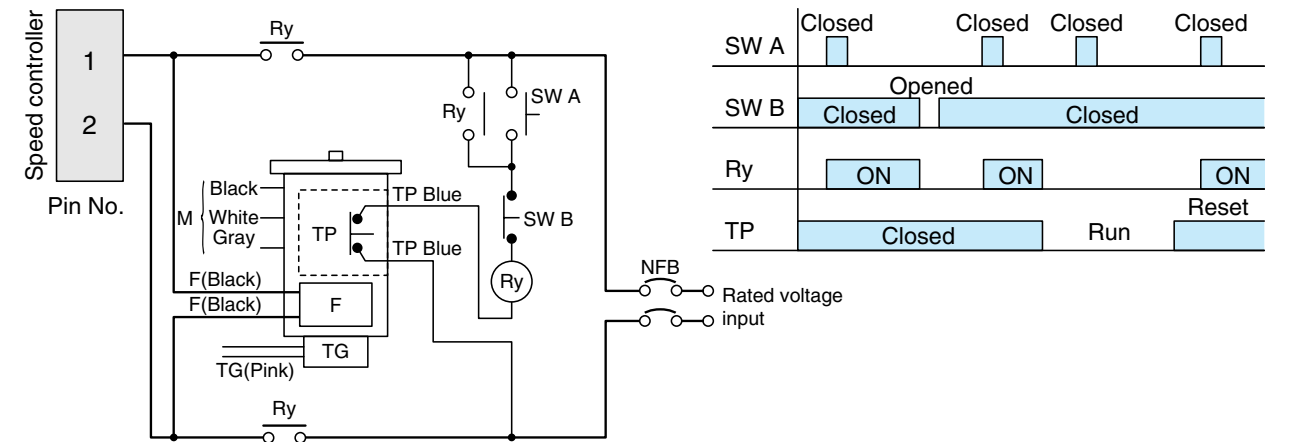 Speed controller
1
2
Pin No.
Ry
Ry
SW A
SW B
Ry
M
Black
White
Gray
TP
TP Blue
TP Blue
F(Black)
F(Black)
F
TG
TG(Pink)
Ry
NFB
Rated voltage
input
SW A
Closed
Closed
Closed
Closed
SW B
Closed
Opened
Closed
Ry
ON
ON
ON
TP
Closed
Run
Reset